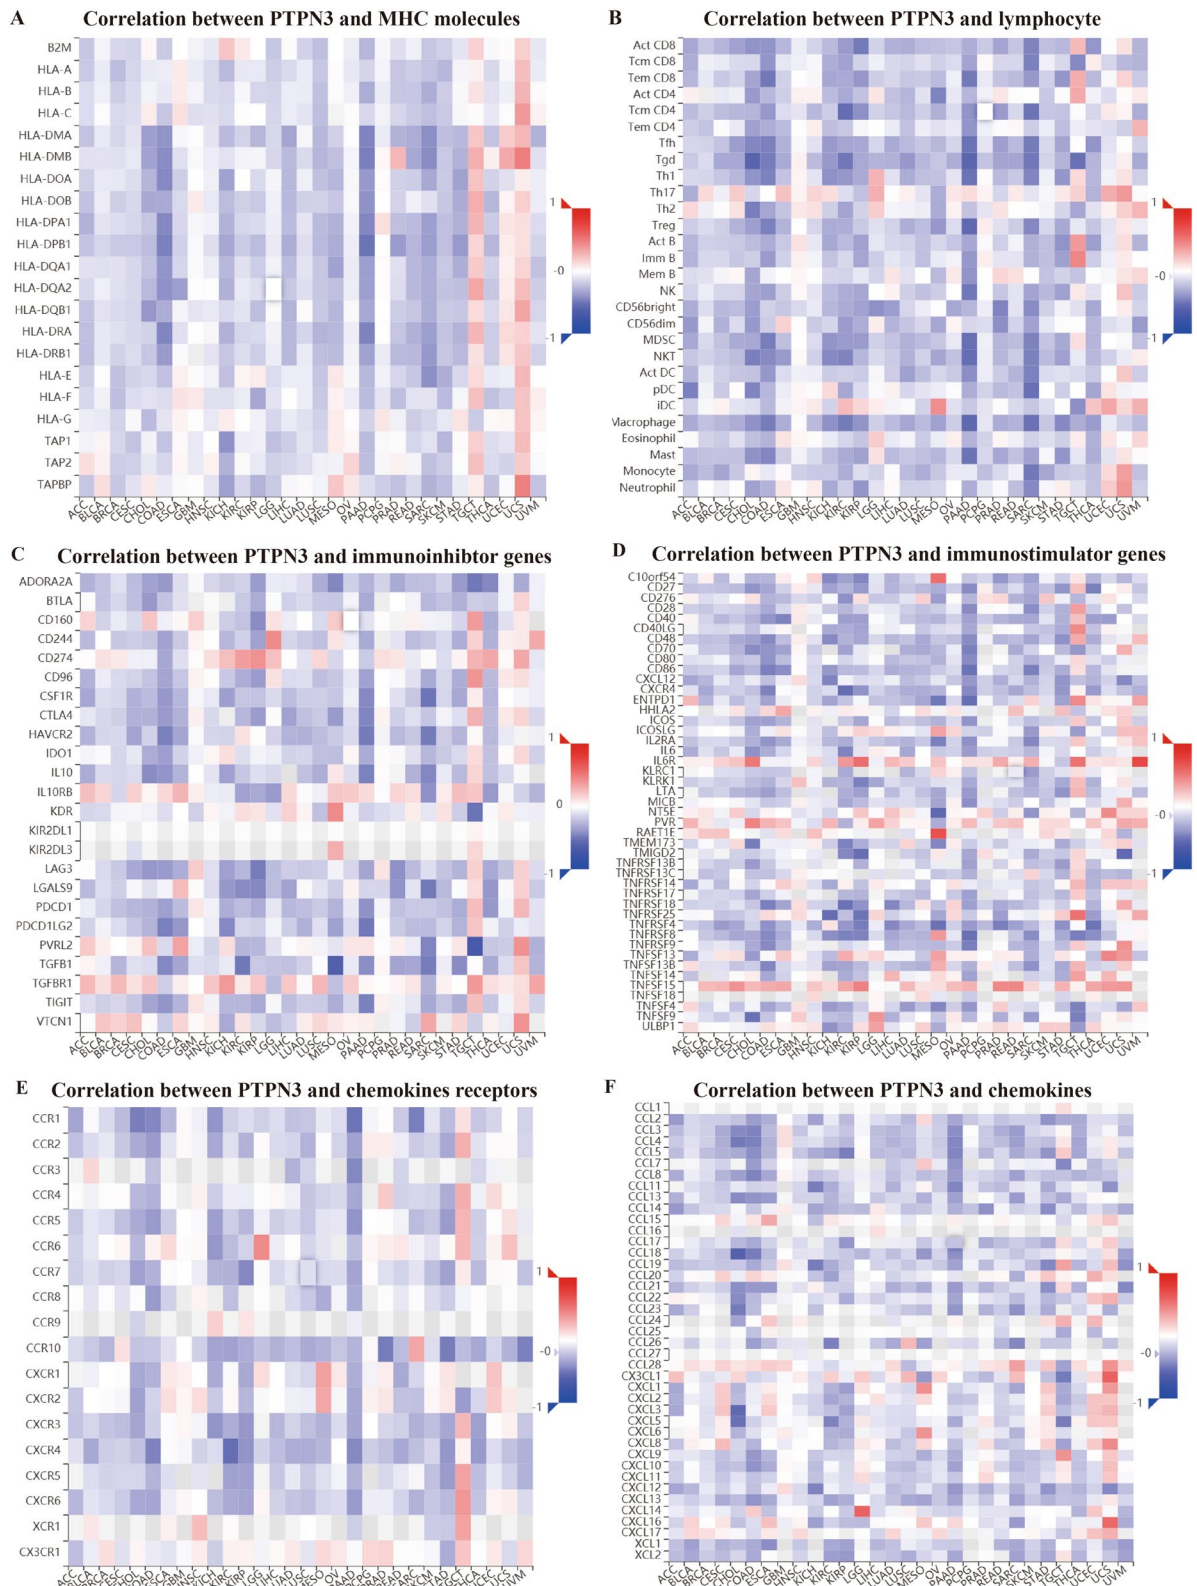 A Correlation between PTPN3 and MHC molecules
B2M
HLA-A
HLA-B
HLA-C
HLA-DMA
HLA-DMB
HLA-DOA
HLA-DOB
HLA-DPA1
HLA-DPB1
HLA-DQA1
HLA-DQA2
HLA-DQB1
HLA-DRA
HLA-DRB1
HLA-E
HLA-F
HLA-G
TAP1
TAP2
TAPBP
ACC BLCA BRCA CESC CHOL COAD ESCA GBM HNSC KICH KIRC KIRP LGG LIHC LUAD LUSC MESO OV PAAD PCPG PRAD READ SARC SKCM STAD TGCT THCA UCEC UCS UVM
1
-0
-1
B Correlation between PTPN3 and lymphocyte
Act CD8
Tcm CD8
Tem CD8
Act CD4
Tcm CD4
Tem CD4
Tfh
Tgd
Th1
Th17
Th2
Treg
Act B
Imm B
Mem B
NK
CD56bright
CD56dim
MDSC
NKT
Act DC
pDC
iDC
Macrophage
Eosinophil
Mast
Monocyte
Neutrophil
ACC BLCA BRCA CESC CHOL COAD ESCA GBM HNSC KICH KIRC KIRP LGG LIHC LUAD LUSC MESO OV PAAD PCPG PRAD READ SARC SKCM STAD TGCT THCA UCEC UCS UVM
1
-0
-1
C Correlation between PTPN3 and immunoinhibtor genes
ADORA2A
BTLA
CD160
CD244
CD274
CD96
CSF1R
CTLA4
HAVCR2
IDO1
IL10
IL10RB
KDR
KIR2DL1
KIR2DL3
LAG3
LGALS9
PDCD1
PDCD1LG2
PVRL2
TGFB1
TGFBR1
TIGIT
VTCN1
ACC BLCA BRCA CESC CHOL COAD ESCA GBM HNSC KICH KIRC KIRP LGG LIHC LUAD LUSC MESO OV PAAD PCPG PRAD READ SARC SKCM STAD TGCT THCA UCEC UCS UVM
1
0
-1
D Correlation between PTPN3 and immunostimulator genes
C10orf54
CD27
CD276
CD28
CD40
CD40LG
CD48
CD70
CD80
CD86
CXCL12
CXCR4
ENTPD1
HHLA2
ICOS
ICOSLG
IL2RA
IL6
IL6R
KLRC1
KLRK1
LTA
MICB
NT5E
PVR
RAET1E
TMEM173
TMIGD2
TNFRSF13B
TNFRSF13C
TNFRSF14
TNFRSF17
TNFRSF18
TNFRSF25
TNFRSF4
TNFRSF8
TNFRSF9
TNFSF13
TNFSF13B
TNFSF14
TNFSF15
TNFSF18
TNFSF4
TNFSF9
ULBP1
ACC BLCA BRCA CESC CHOL COAD ESCA GBM HNSC KICH KIRC KIRP LGG LIHC LUAD LUSC MESO OV PAAD PCPG PRAD READ SARC SKCM STAD TGCT THCA UCEC UCS UVM
1
-0
-1
E Correlation between PTPN3 and chemokines receptors
CCR1
CCR2
CCR3
CCR4
CCR5
CCR6
CCR7
CCR8
CCR9
CCR10
CXCR1
CXCR2
CXCR3
CXCR4
CXCR5
CXCR6
XCR1
CX3CR1
1
-0
-1
F Correlation between PTPN3 and chemokines
CCL1
CCL2
CCL3
CCL4
CCL5
CCL7
CCL8
CCL11
CCL13
CCL14
CCL15
CCL16
CCL17
CCL18
CCL19
CCL20
CCL21
CCL22
CCL23
CCL24
CCL25
CCL26
CCL27
CCL28
CX3CL1
CXCL1
CXCL2
CXCL3
CXCL5
CXCL6
CXCL8
CXCL9
CXCL10
CXCL11
CXCL12
CXCL13
CXCL14
CXCL16
CXCL17
XCL1
XCL2
1
-0
-1